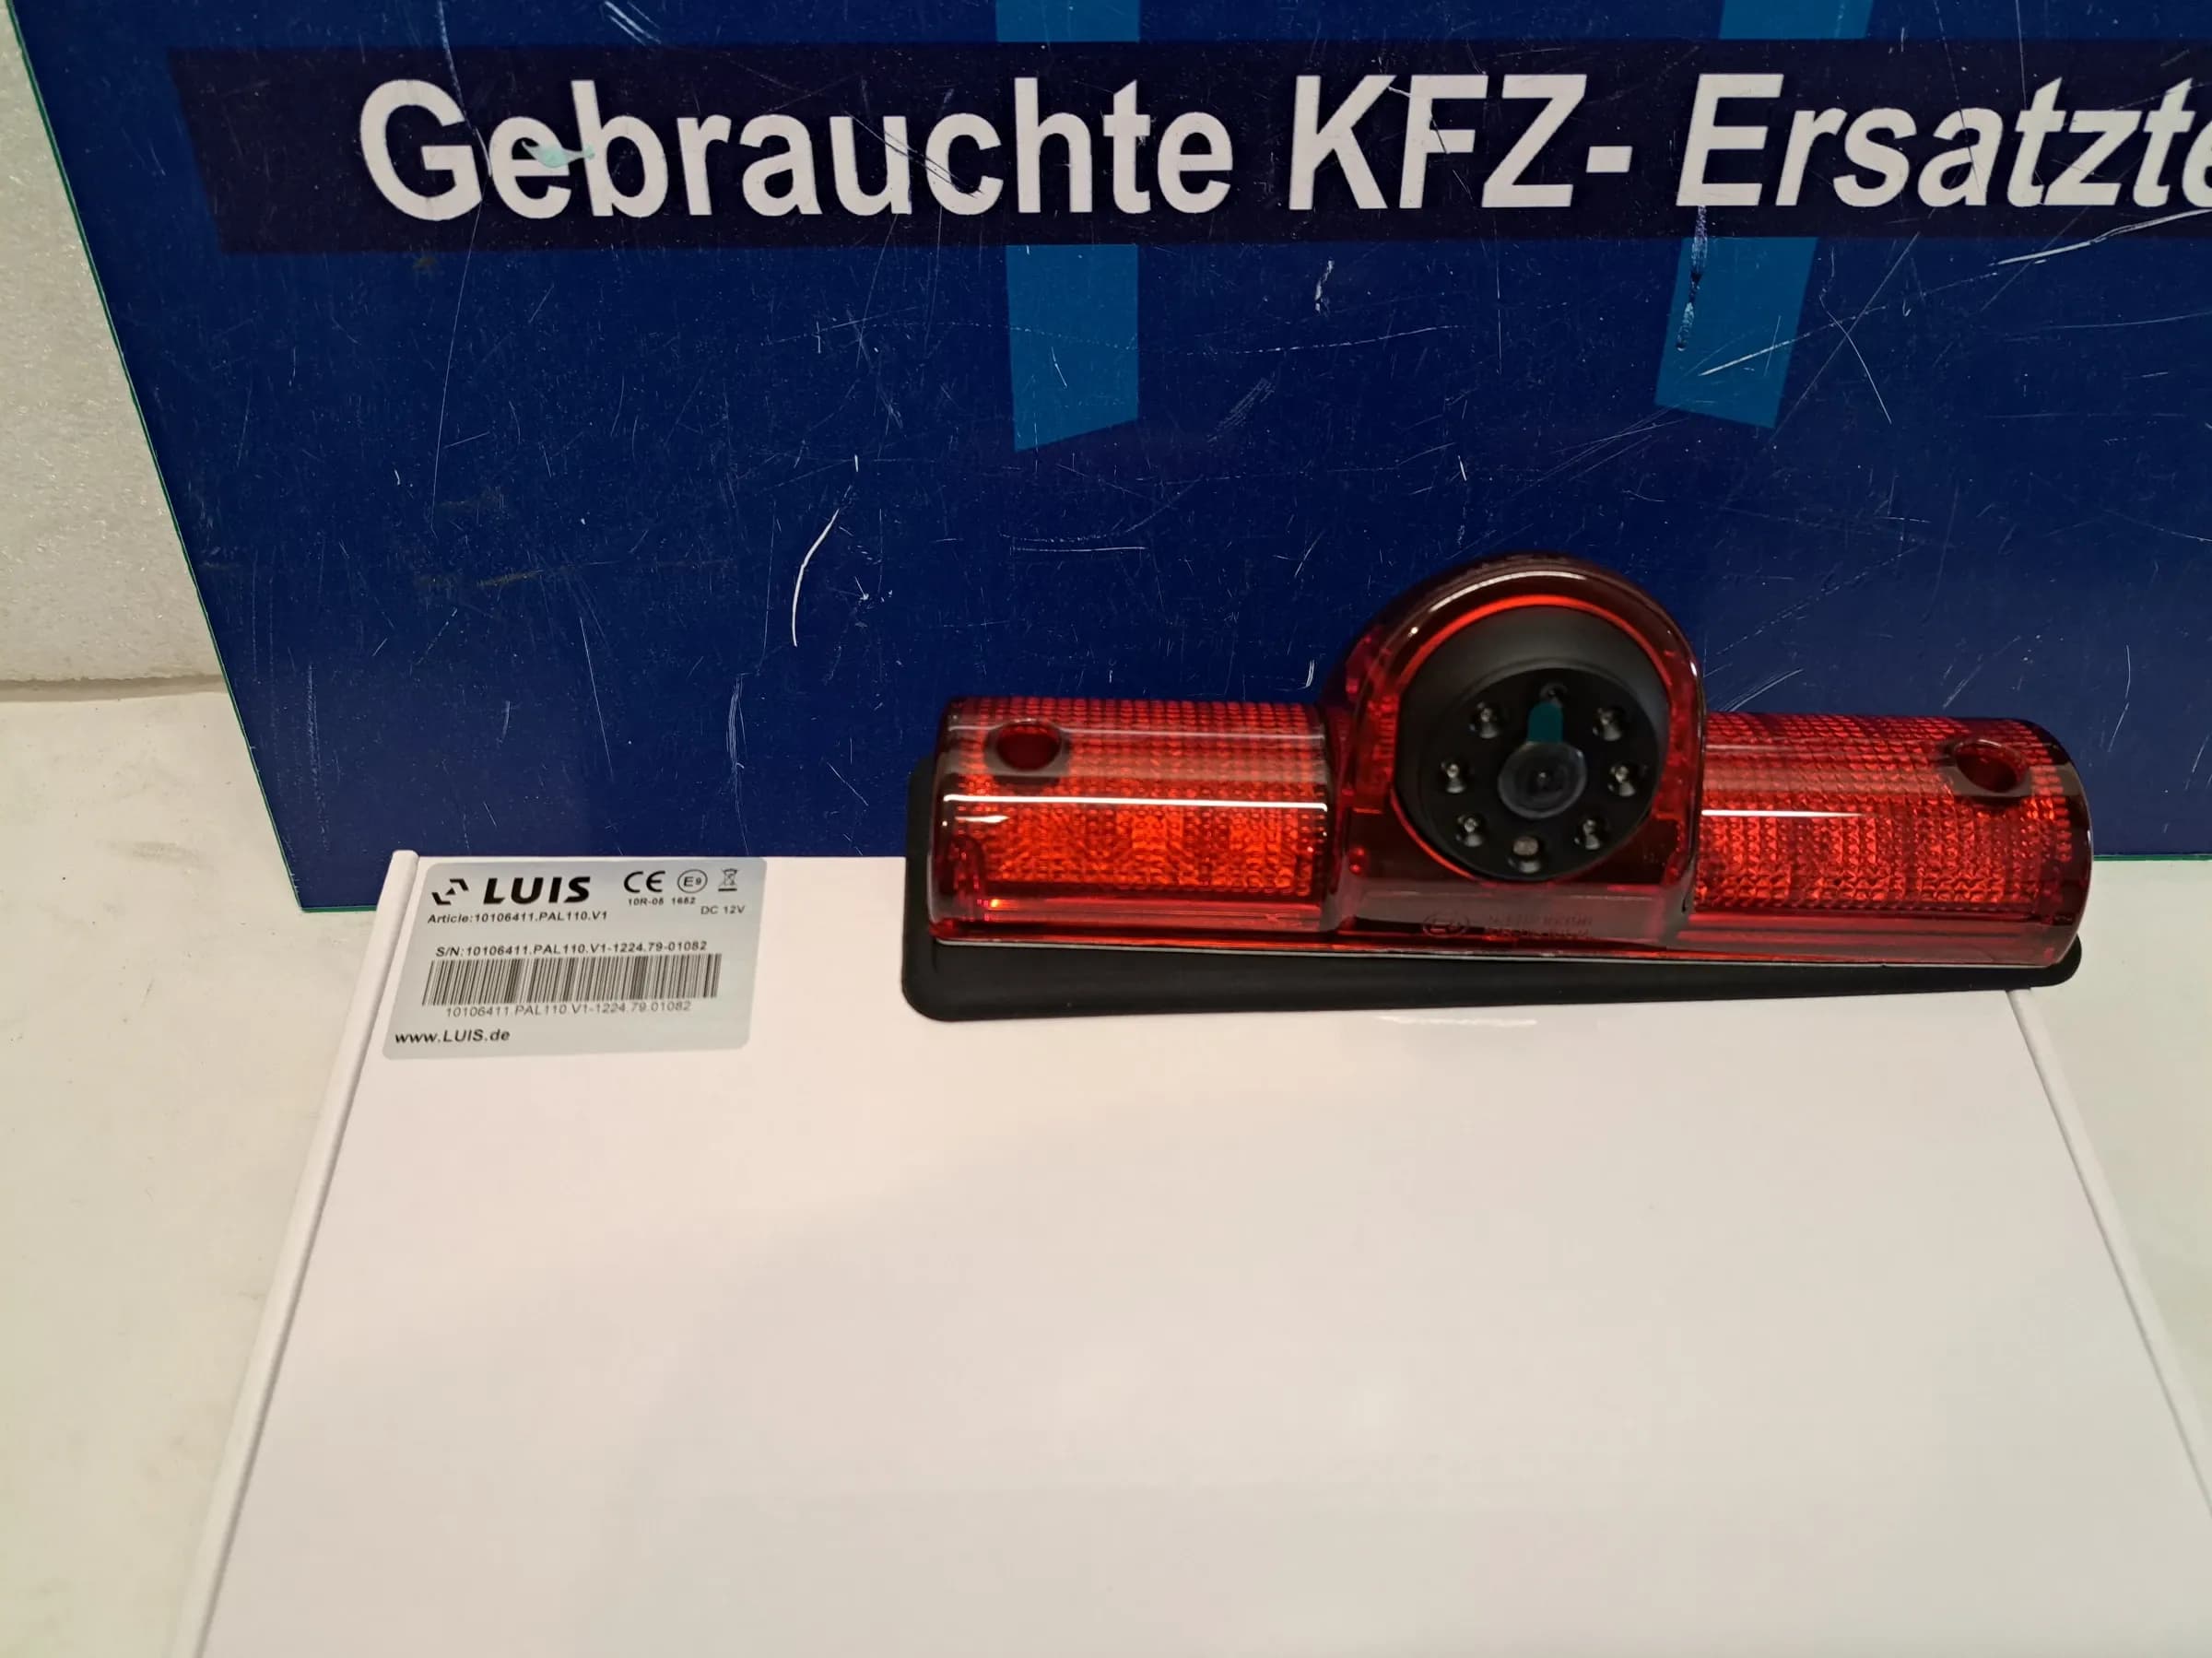 Gebrauchte KFZ- Ersatzte
LUIS CE E9
10R-05 1682
Article:10106411.PAL110.V1 DC 12V
S/N:10106411.PAL110.V1-1224.79-01082
10106411.PAL110.V1-1224.79.01082
www.LUIS.de